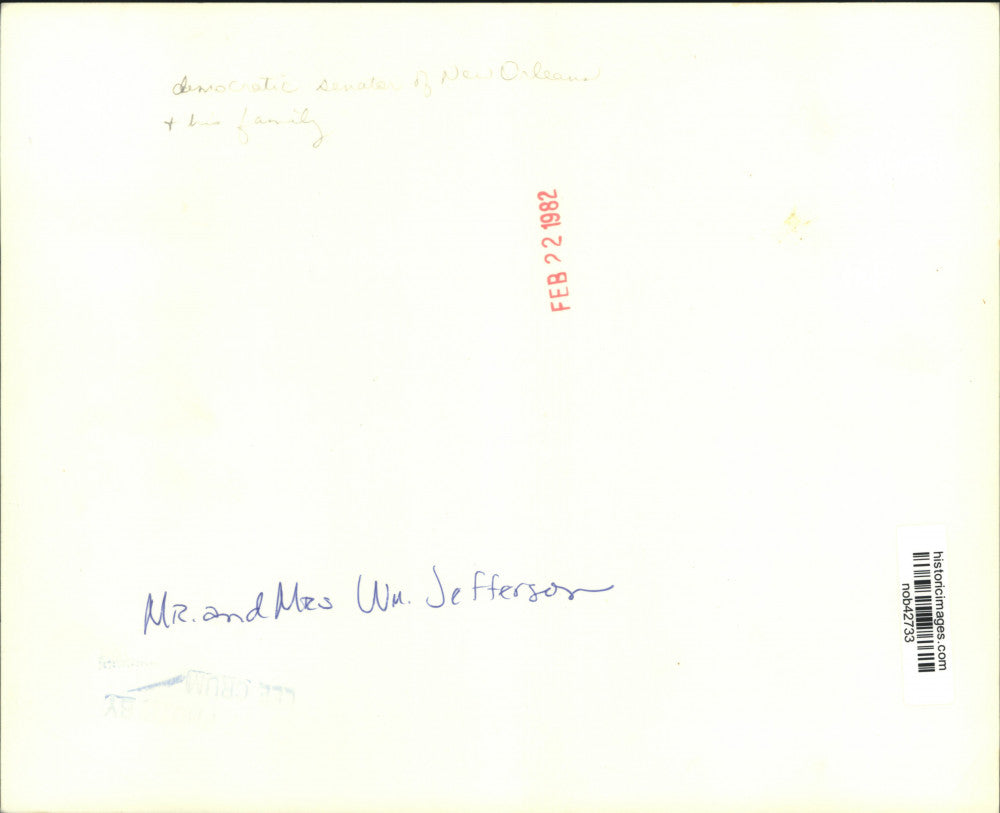 democratic senator of New Orleans
+ his family
FEB 22 1982
historicimages.com
nob42733
MR. and MRS Wm. Jefferson